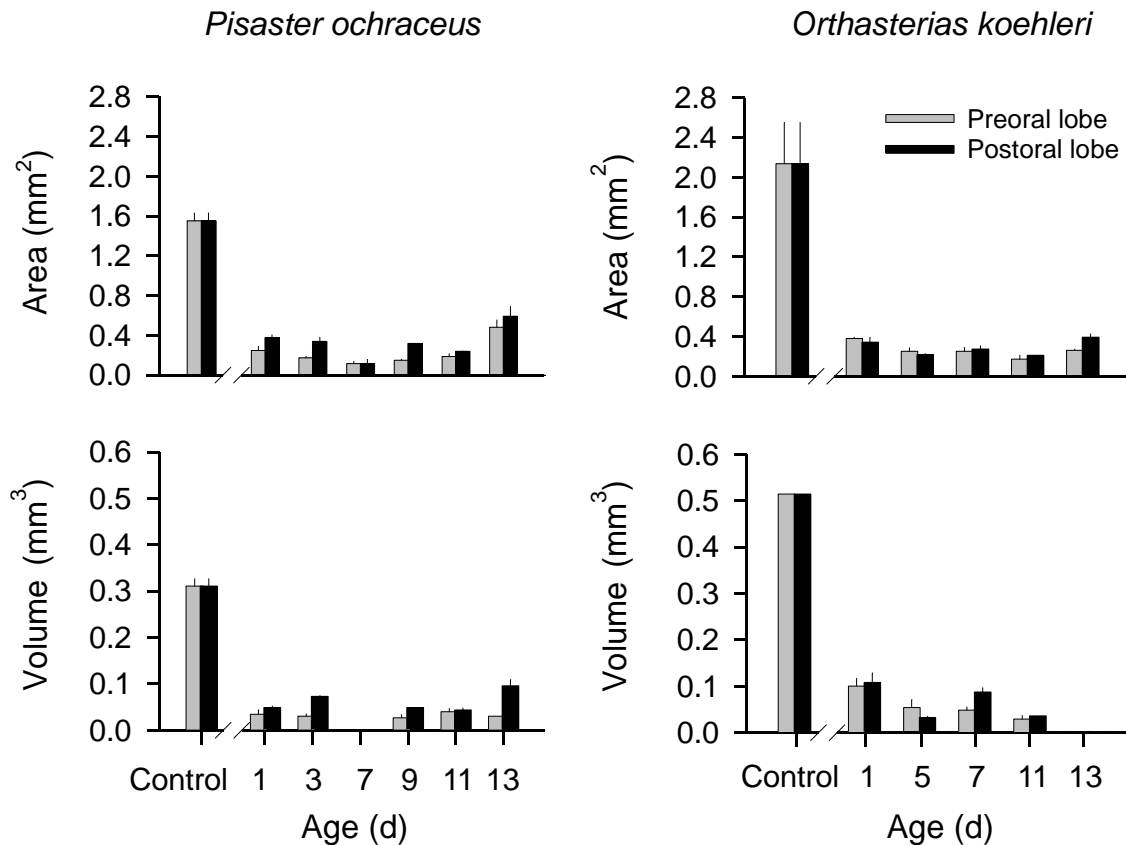 Pisaster ochraceus
Orthasterias koehleri
Area (mm²)
2.8
2.4
2.0
1.6
1.2
0.8
0.4
0.0
Area (mm²)
2.8
2.4
2.0
1.6
1.2
0.8
0.4
0.0
Preoral lobe
Postoral lobe
Volume (mm³)
0.6
0.5
0.4
0.3
0.2
0.1
0.0
Control 1 3 7 9 11 13
Age (d)
Volume (mm³)
0.6
0.5
0.4
0.3
0.2
0.1
0.0
Control 1 5 7 11 13
Age (d)